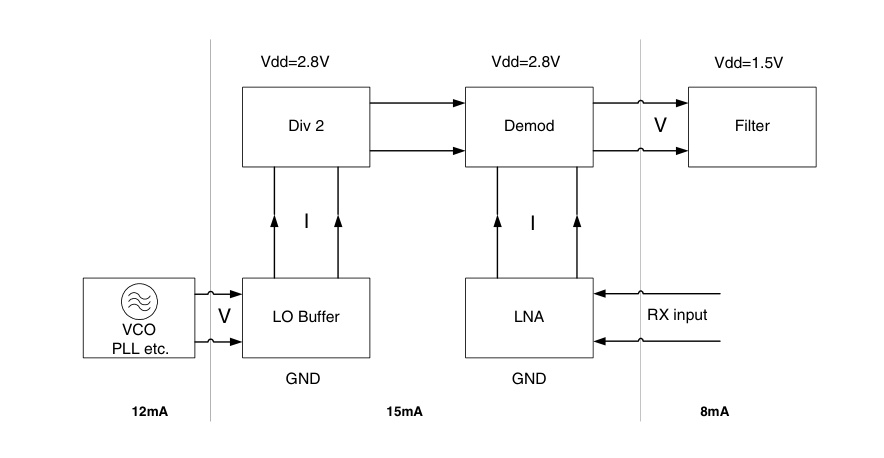 Vdd=2.8V
Vdd=2.8V
Vdd=1.5V
Div 2
Demod
V
Filter
I
I
VCO
PLL etc.
V
LO Buffer
LNA
RX input
GND
GND
12mA
15mA
8mA